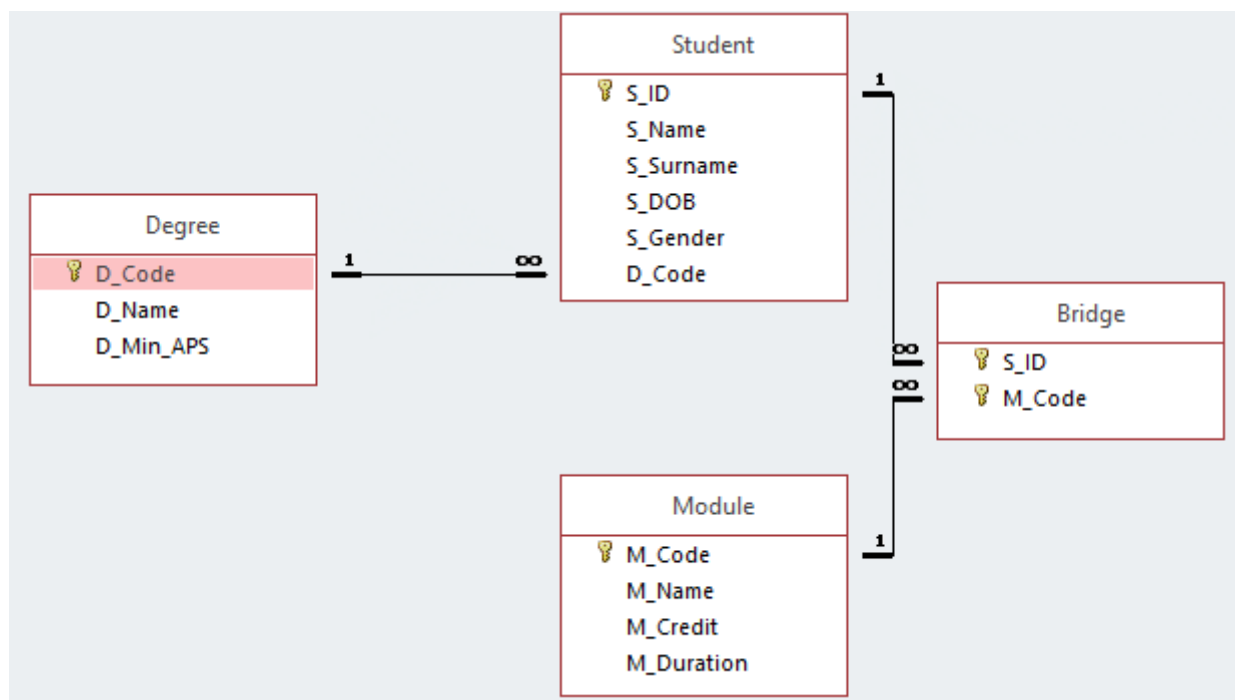 Student
S_ID
S_Name
S_Surname
S_DOB
S_Gender
D_Code
Degree
D_Code
D_Name
D_Min_APS
Bridge
S_ID
M_Code
Module
M_Code
M_Name
M_Credit
M_Duration
1
∞
1
∞
∞
1